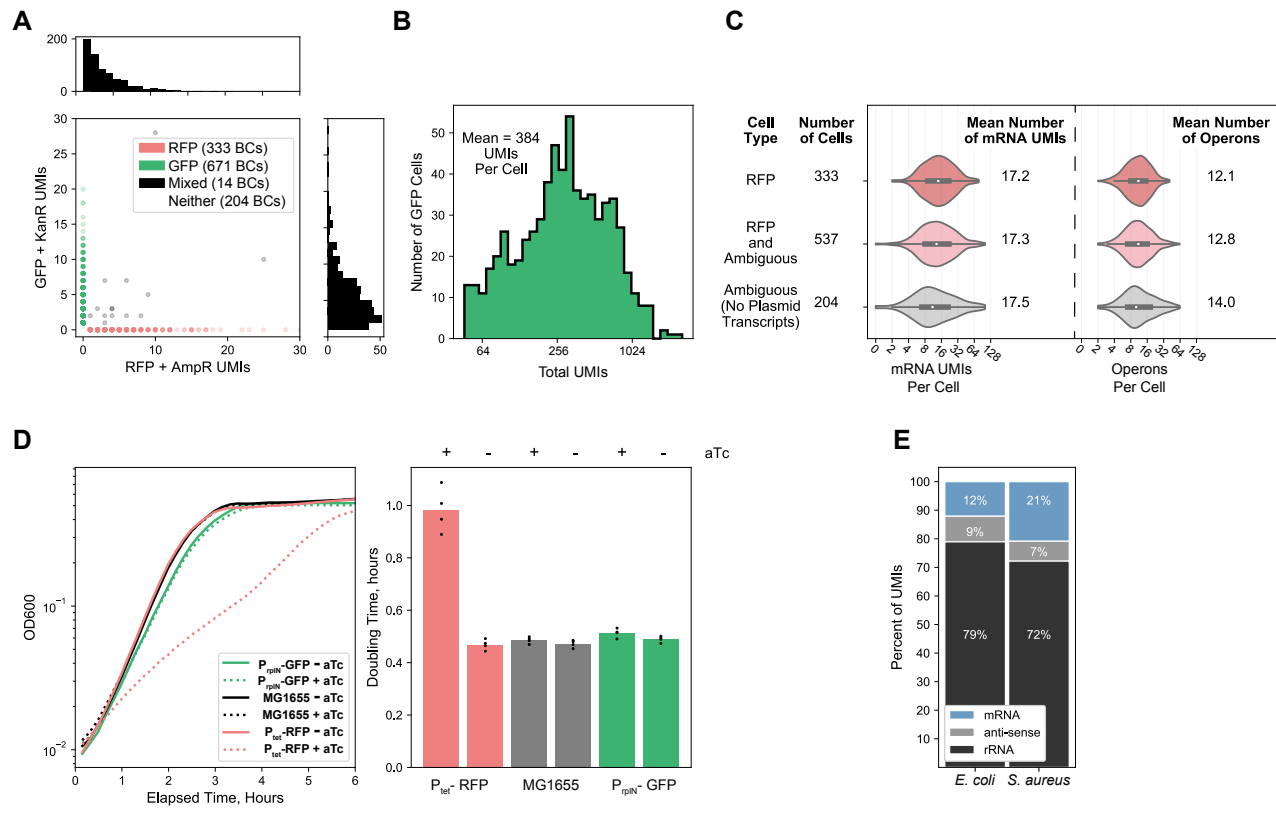 A
200
0
30
25
20
15
10
5
0
GFP + KanR UMIs
RFP (333 BCs)
GFP (671 BCs)
Mixed (14 BCs)
Neither (204 BCs)
0 5 10 15 20 25 30
RFP + AmpR UMIs
0 50
B
Mean = 384
UMIs
Per Cell
50
40
30
20
10
0
Number of GFP Cells
64 256 1024
Total UMIs
C
Cell Type
Number of Cells
Mean Number of mRNA UMIs
Mean Number of Operons
RFP 333 17.2 12.1
RFP and Ambiguous 537 17.3 12.8
Ambiguous (No Plasmid Transcripts) 204 17.5 14.0
0 2 4 8 16 32 64 128
mRNA UMIs
Per Cell
0 2 4 8 16 32 64 128
Operons
Per Cell
D
10⁻¹
10⁻²
OD600
P_rplN-GFP – aTc
P_rplN-GFP + aTc
MG1655 – aTc
MG1655 + aTc
P_tet-RFP – aTc
P_tet-RFP + aTc
0 1 2 3 4 5 6
Elapsed Time, Hours
+ - + - + - aTc
1.0
0.8
0.6
0.4
0.2
0.0
Doubling Time, hours
P_tet- RFP MG1655 P_rplN- GFP
E
100
90
80
70
60
50
40
30
20
10
Percent of UMIs
12% 21%
9% 7%
79% 72%
mRNA
anti-sense
rRNA
E. coli S. aureus